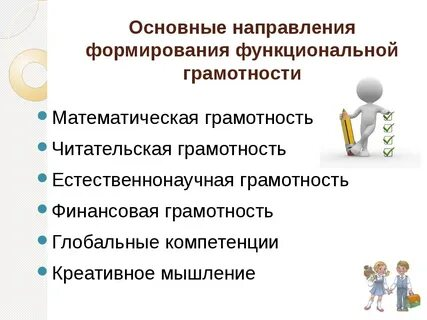 Основные направления
формирования функциональной
грамотности
Математическая грамотность
Читательская грамотность
Естественнонаучная грамотность
Финансовая грамотность
Глобальные компетенции
Креативное мышление